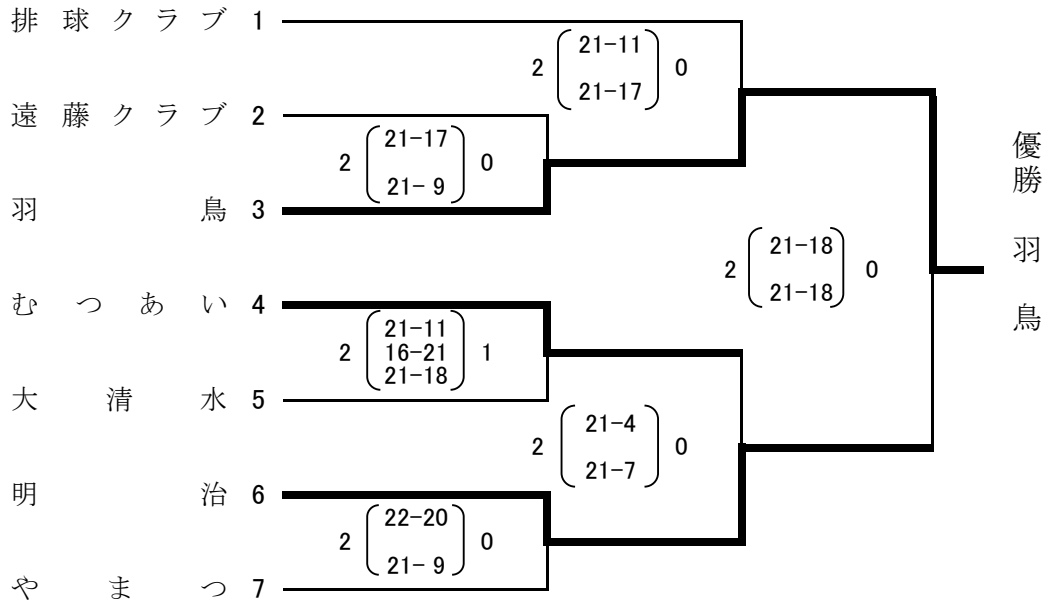 排球クラブ 1
2 21-11 0
21-17
遠藤クラブ 2
2 21-17 0
21- 9
羽鳥 3
むつあい 4
2 21-11 1
16-21
21-18
大清水 5
2 21-4 0
21-7
明治 6
2 22-20 0
21- 9
やまつ 7
2 21-18 0
21-18
優勝 羽鳥